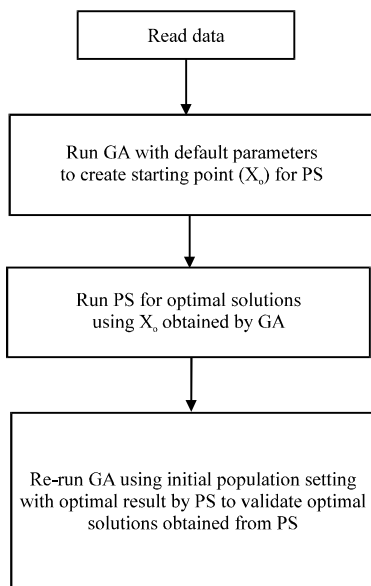 Read data
Run GA with default parameters
to create starting point (Xₒ) for PS
Run PS for optimal solutions
using Xₒ obtained by GA
Re-run GA using initial population setting
with optimal result by PS to validate optimal
solutions obtained from PS